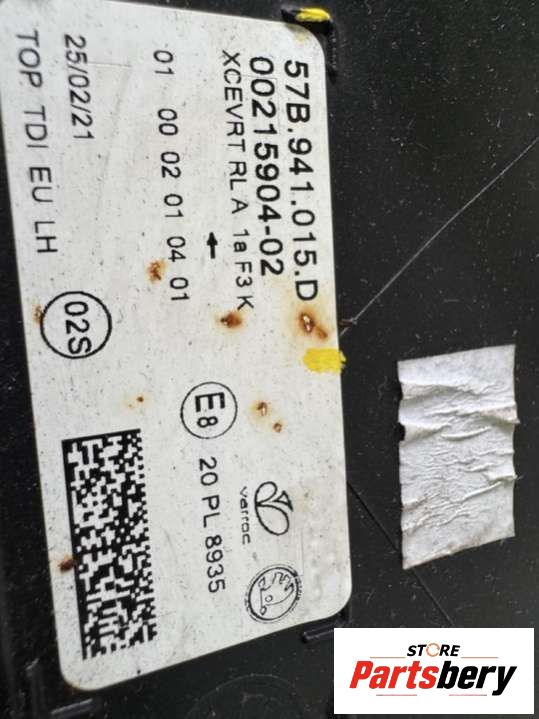 57B.941.015.D
00215904-02
XCEVRT RL A 1a F3 K
01 00 02 01 04 01
25/02/21
TOP TDI EU LH
02S
E8
20 PL 8935
varroc
STORE
Partsbery